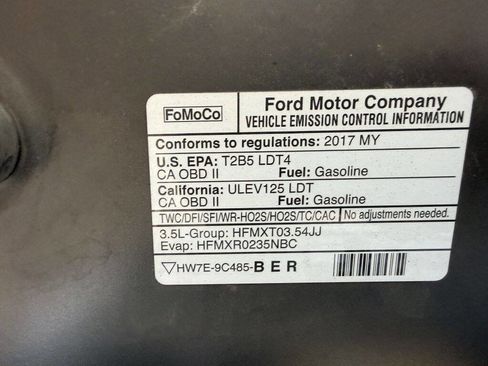 FoMoCo
Ford Motor Company
VEHICLE EMISSION CONTROL INFORMATION
Conforms to regulations: 2017 MY
U.S. EPA: T2B5 LDT4
CA OBD II Fuel: Gasoline
California: ULEV125 LDT
CA OBD II Fuel: Gasoline
TWC/DFI/SFI/WR-HO2S/HO2S/TC/CAC No adjustments needed.
3.5L-Group: HFMXT03.54JJ
Evap: HFMXR0235NBC
▽HW7E-9C485-B E R